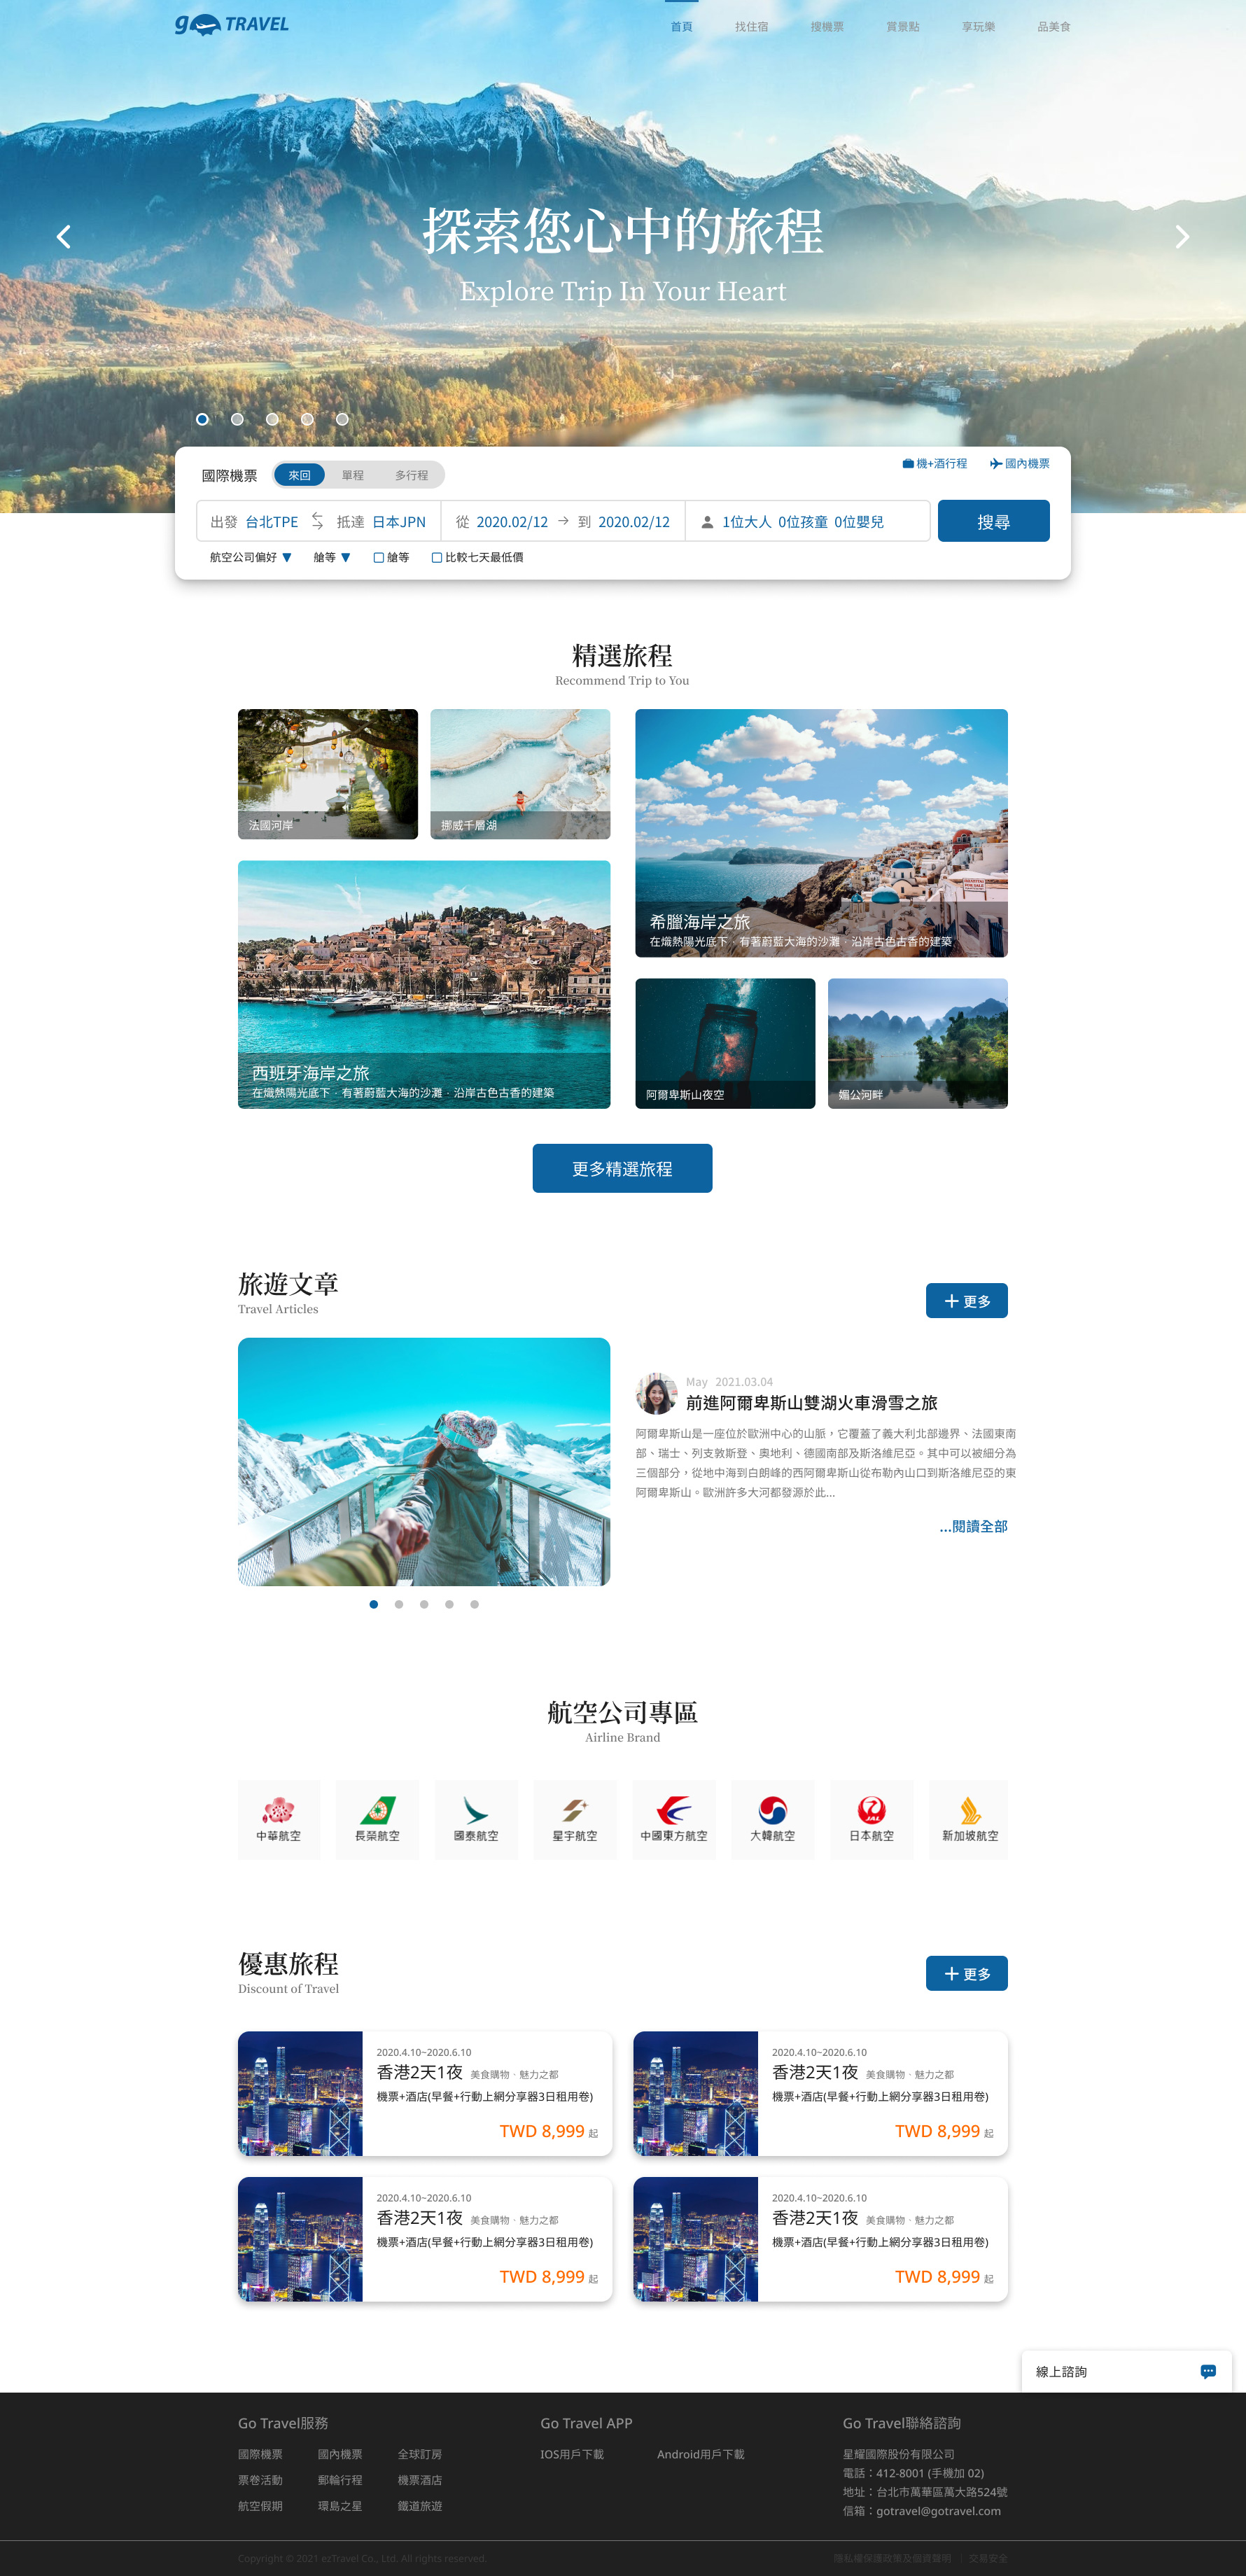 go TRAVEL
首頁 找住宿 搜機票 賞景點 享玩樂 品美食
探索您心中的旅程
Explore Trip In Your Heart
國際機票 來回 單程 多行程
機+酒行程 國內機票
出發 台北TPE 抵達 日本JPN 從 2020.02/12 到 2020.02/12 1位大人 0位孩童 0位嬰兒 搜尋
航空公司偏好 艙等 艙等 比較七天最低價
精選旅程
Recommend Trip to You
法國河岸
挪威千層湖
希臘海岸之旅
在熾熱陽光底下．有著蔚藍大海的沙灘．沿岸古色古香的建築
西班牙海岸之旅
在熾熱陽光底下．有著蔚藍大海的沙灘．沿岸古色古香的建築
阿爾卑斯山夜空
媚公河畔
更多精選旅程
旅遊文章
Travel Articles
更多
May 2021.03.04
前進阿爾卑斯山雙湖火車滑雪之旅
阿爾卑斯山是一座位於歐洲中心的山脈，它覆蓋了義大利北部邊界、法國東南
部、瑞士、列支敦斯登、奧地利、德國南部及斯洛維尼亞。其中可以被細分為
三個部分，從地中海到白朗峰的西阿爾卑斯山從布勒內山口到斯洛維尼亞的東
阿爾卑斯山。歐洲許多大河都發源於此...
...閱讀全部
航空公司專區
Airline Brand
JAL
中華航空 長榮航空 國泰航空 星宇航空 中國東方航空 大韓航空 日本航空 新加坡航空
優惠旅程
Discount of Travel
更多
2020.4.10~2020.6.10
香港2天1夜 美食購物．魅力之都
機票+酒店(早餐+行動上網分享器3日租用卷)
TWD 8,999 起
2020.4.10~2020.6.10
香港2天1夜 美食購物．魅力之都
機票+酒店(早餐+行動上網分享器3日租用卷)
TWD 8,999 起
2020.4.10~2020.6.10
香港2天1夜 美食購物．魅力之都
機票+酒店(早餐+行動上網分享器3日租用卷)
TWD 8,999 起
2020.4.10~2020.6.10
香港2天1夜 美食購物．魅力之都
機票+酒店(早餐+行動上網分享器3日租用卷)
TWD 8,999 起
線上諮詢
Go Travel服務
國際機票 國內機票 全球訂房
票卷活動 郵輪行程 機票酒店
航空假期 環島之星 鐵道旅遊
Go Travel APP
IOS用戶下載 Android用戶下載
Go Travel聯絡諮詢
星耀國際股份有限公司
電話：412-8001 (手機加 02)
地址：台北市萬華區萬大路524號
信箱：gotravel@gotravel.com
Copyright © 2021 ezTravel Co., Ltd. All rights reserved.
隱私權保護政策及個資聲明 | 交易安全